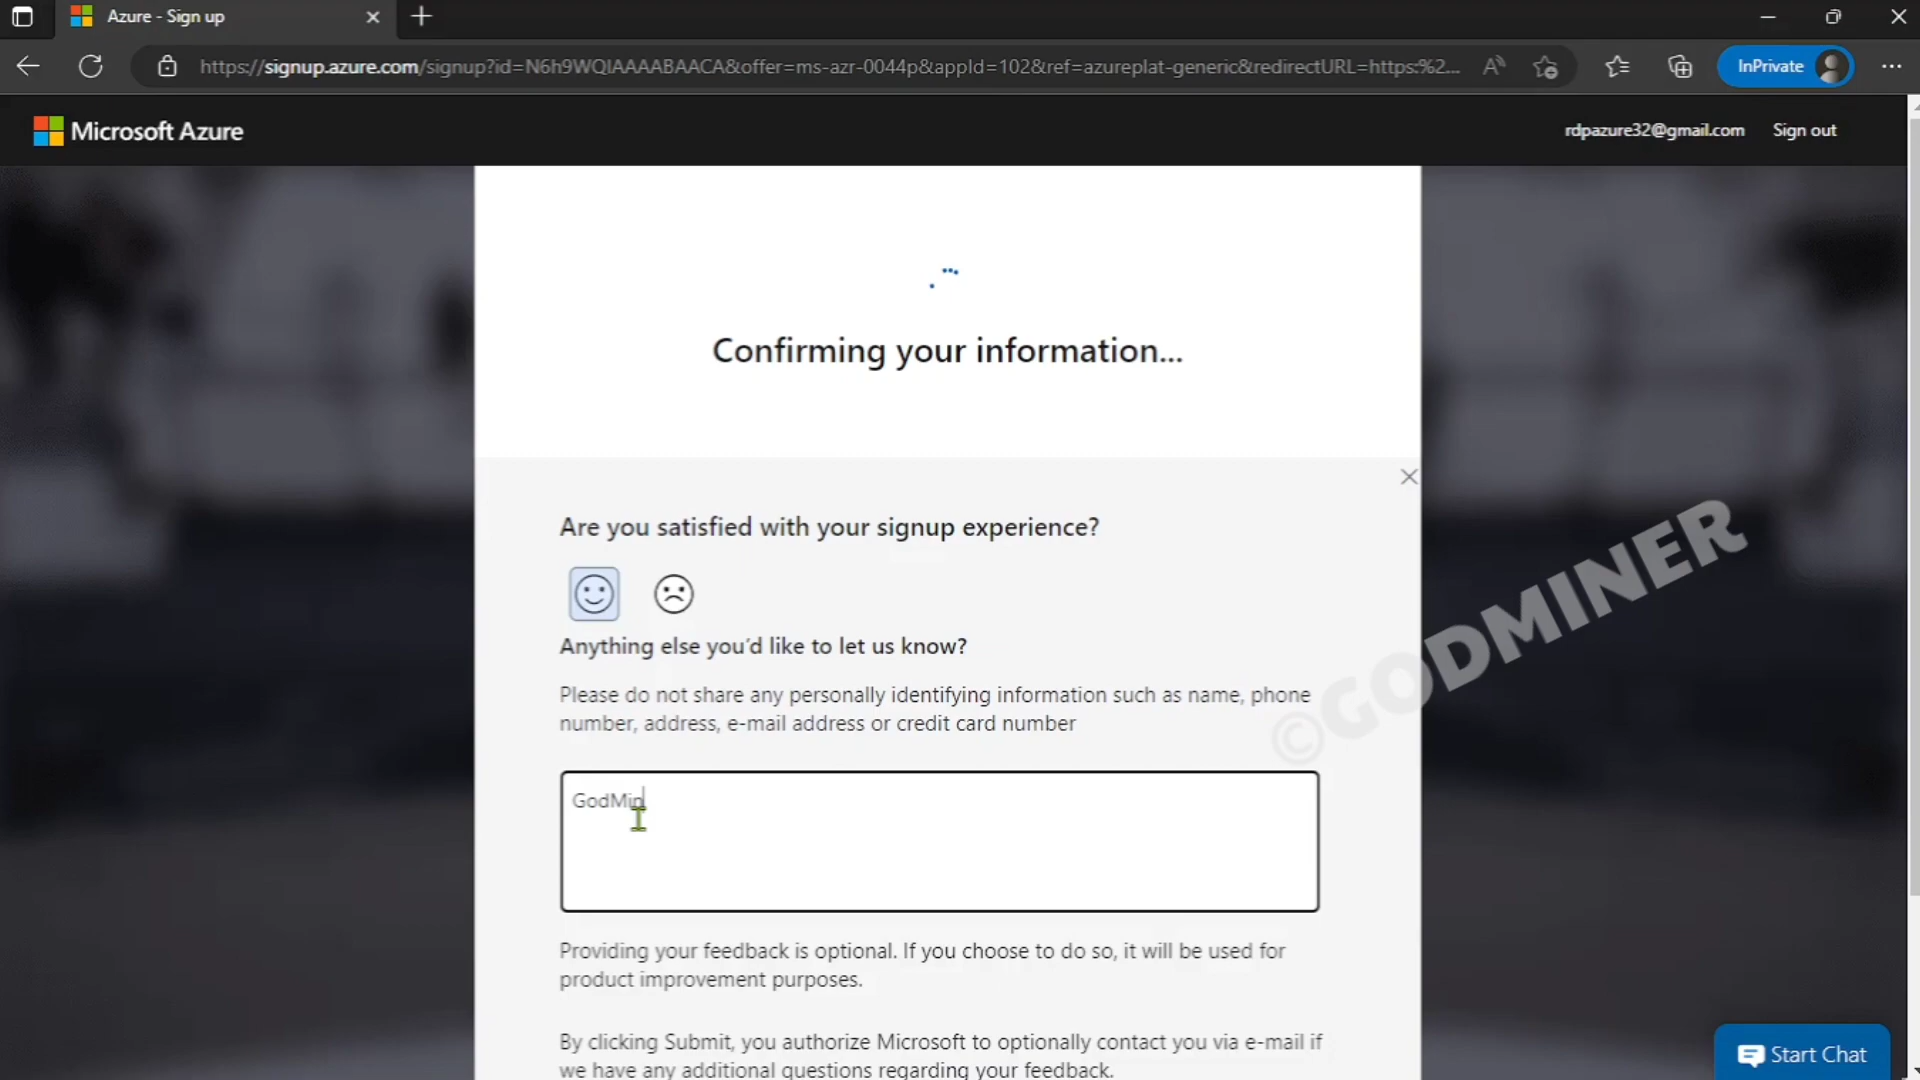 Azure - Sign up
https://signup.azure.com/signup?id=N6h9WQIAAAABAACA&offer=ms-azr-0044p&appId=102&ref=azureplat-generic&redirectURL=https:%2...
InPrivate
Microsoft Azure
rdpazure32@gmail.com
Sign out
Confirming your information...
Are you satisfied with your signup experience?
Anything else you'd like to let us know?
Please do not share any personally identifying information such as name, phone
number, address, e-mail address or credit card number
©GODMINER
GodMin
Providing your feedback is optional. If you choose to do so, it will be used for
product improvement purposes.
By clicking Submit, you authorize Microsoft to optionally contact you via e-mail if
we have any additional questions regarding your feedback.
Start Chat